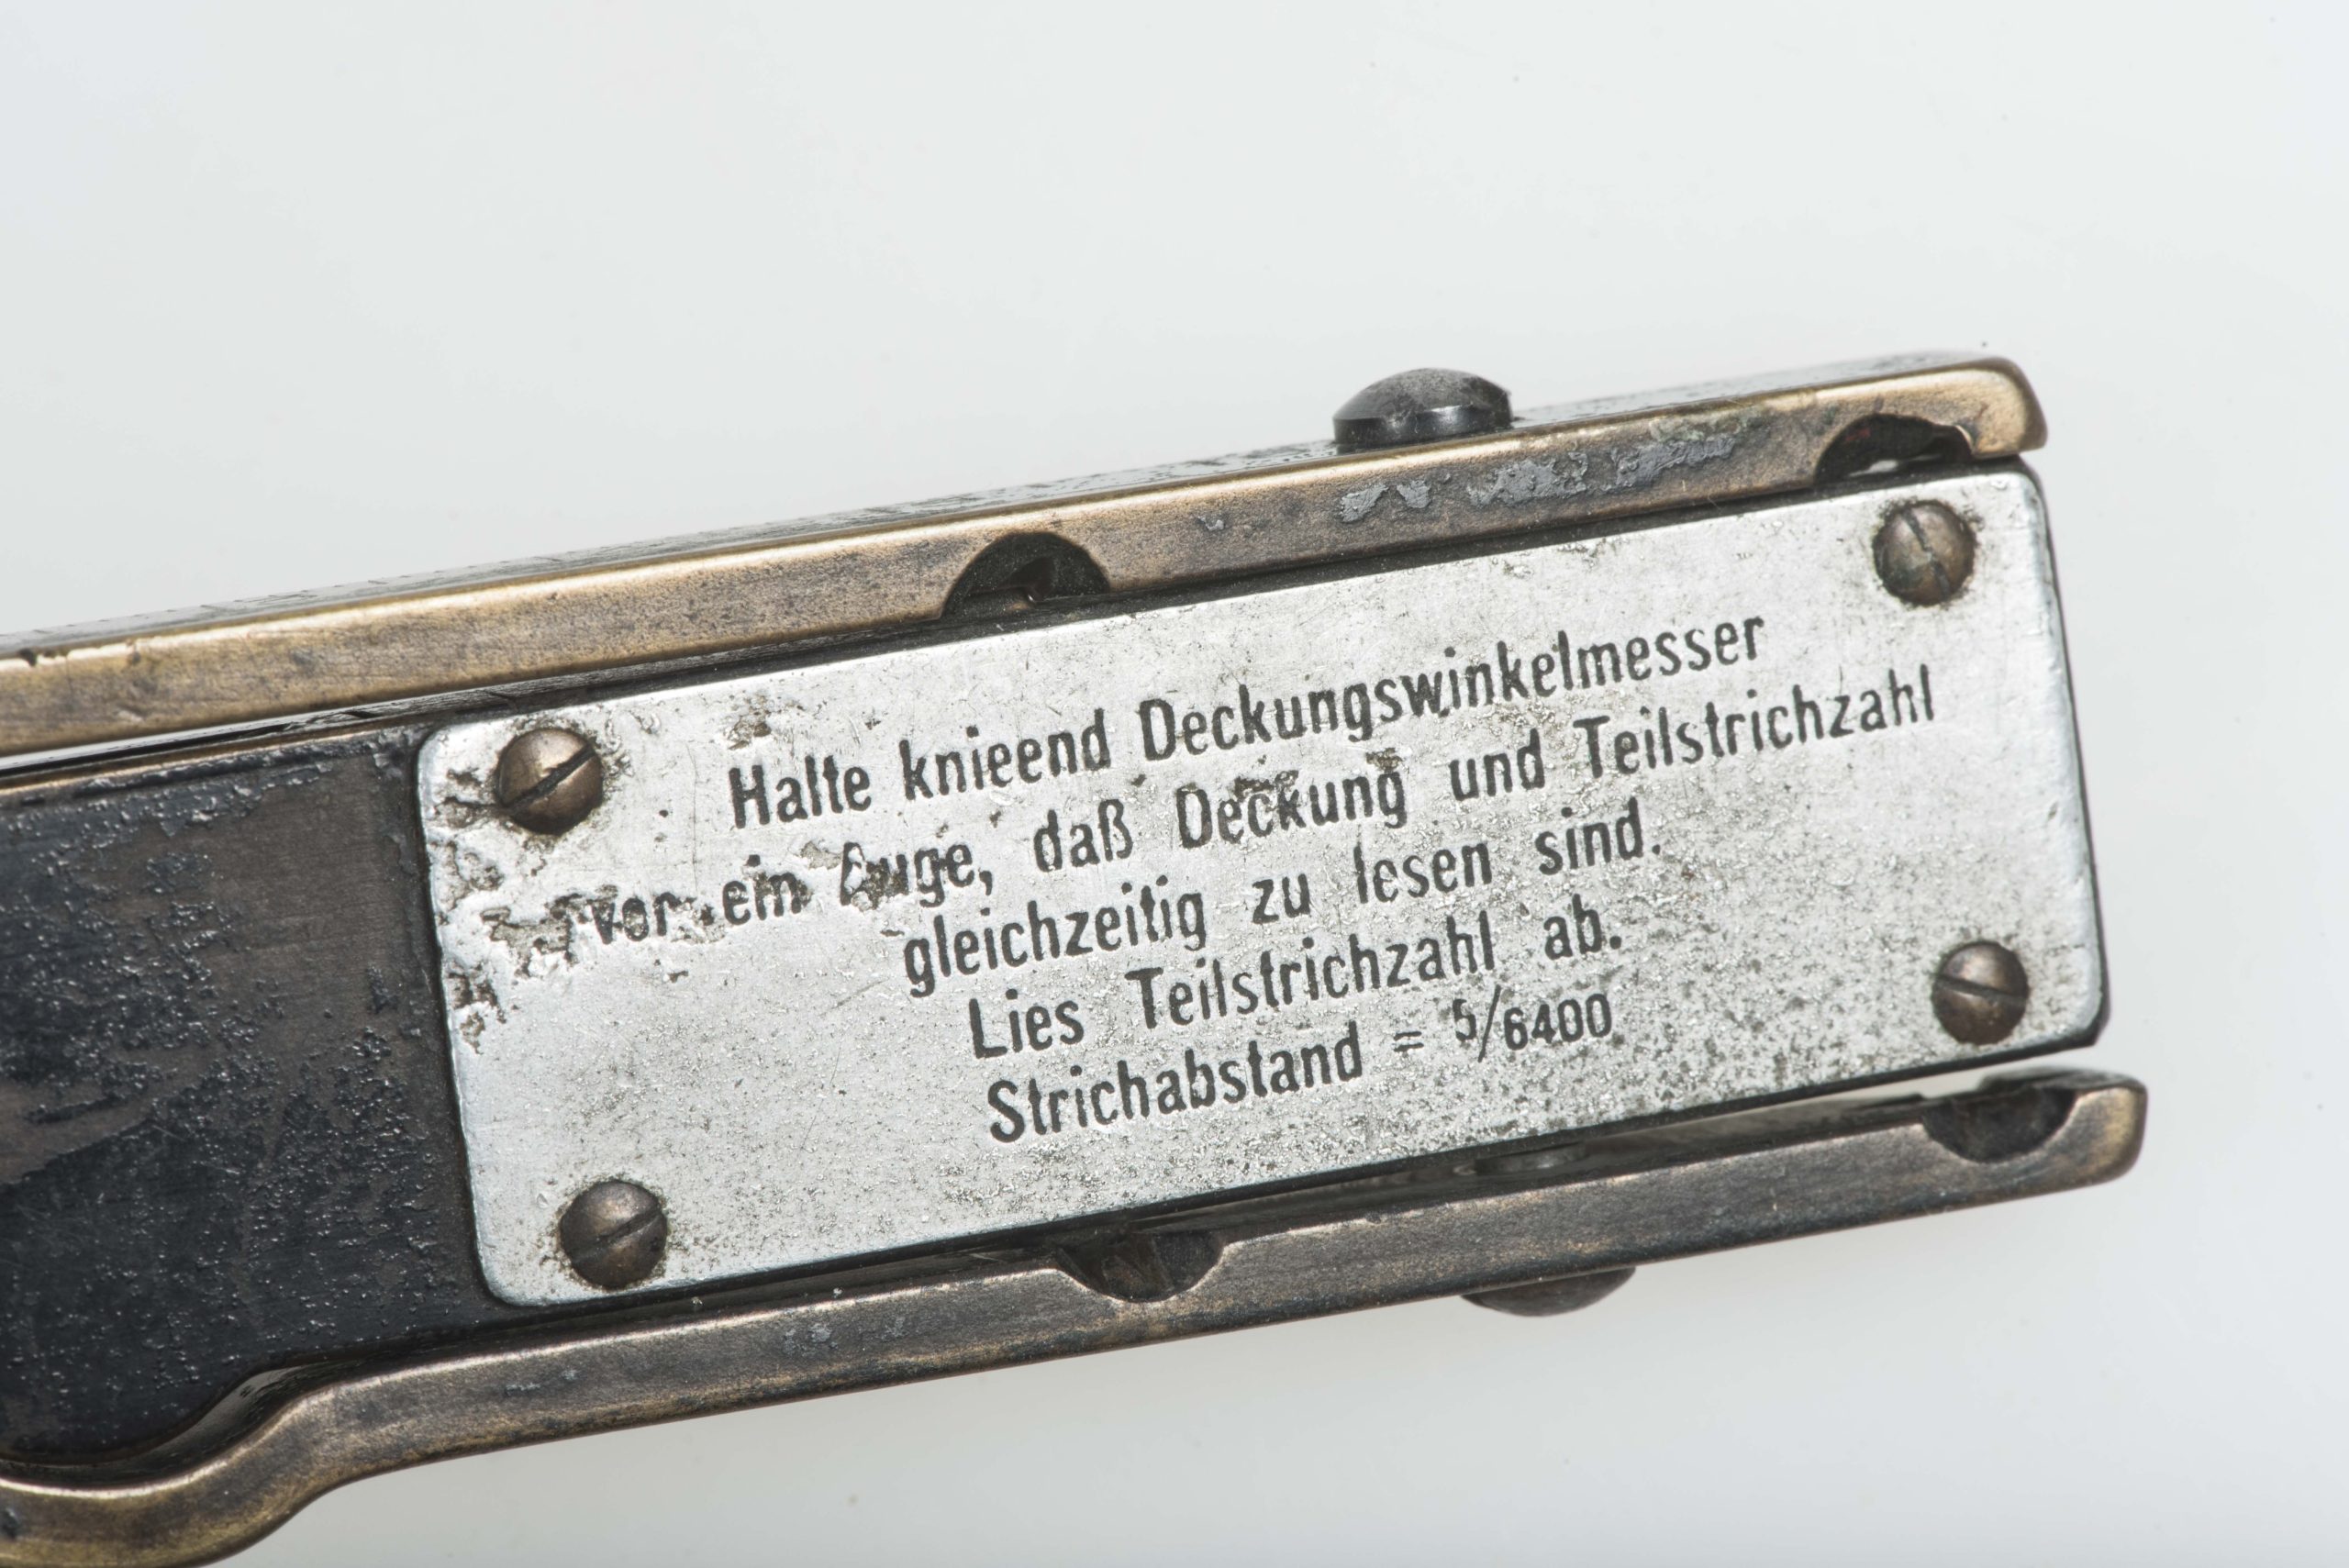 Halte knieend Deckungswinkelmesser
vor ein Auge, daß Deckung und Teilstrichzahl
gleichzeitig zu lesen sind.
Lies Teilstrichzahl ab.
Strichabstand = 5/6400